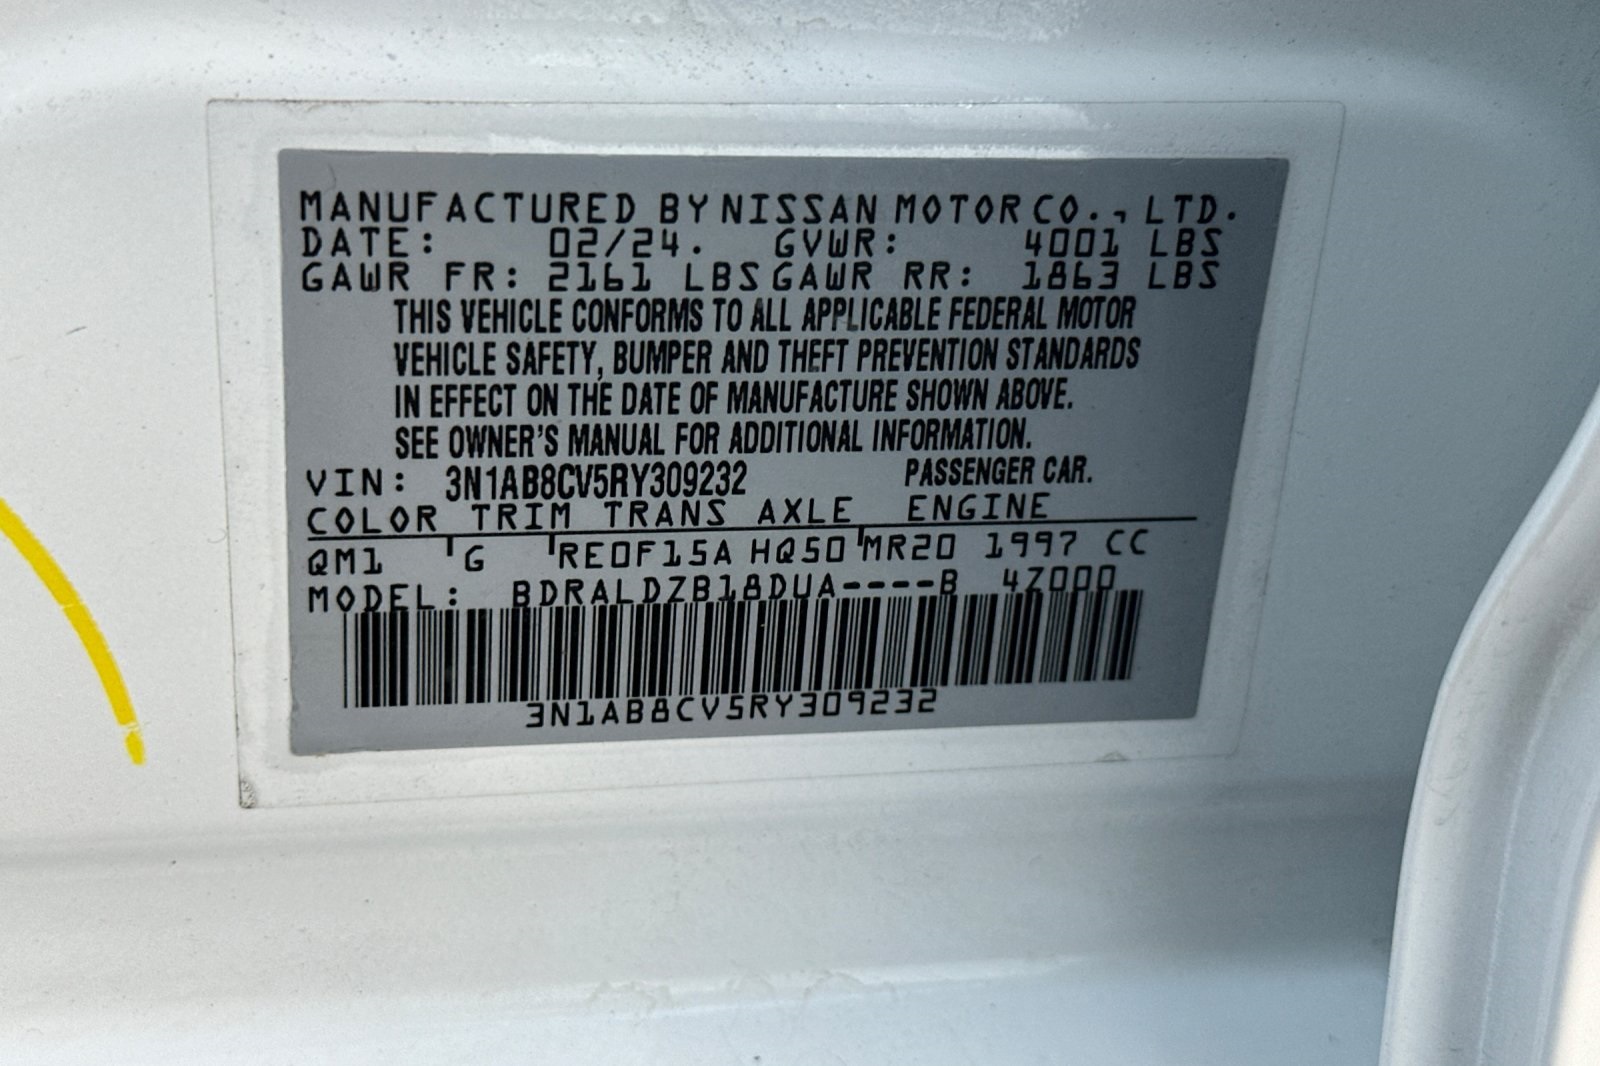 MANUFACTURED BY NISSAN MOTOR CO., LTD.
DATE: 02/24. GVWR: 4001 LBS
GAWR FR: 2161 LBS GAWR RR: 1863 LBS
THIS VEHICLE CONFORMS TO ALL APPLICABLE FEDERAL MOTOR
VEHICLE SAFETY, BUMPER AND THEFT PREVENTION STANDARDS
IN EFFECT ON THE DATE OF MANUFACTURE SHOWN ABOVE.
SEE OWNER'S MANUAL FOR ADDITIONAL INFORMATION.
VIN: 3N1AB8CV5RY309232 PASSENGER CAR.
COLOR TRIM TRANS AXLE ENGINE
QM1 G RE0F15A HQ50 MR20 1997 CC
MODEL: BDRALDZB18DUA----B 4Z000
3N1AB8CV5RY309232